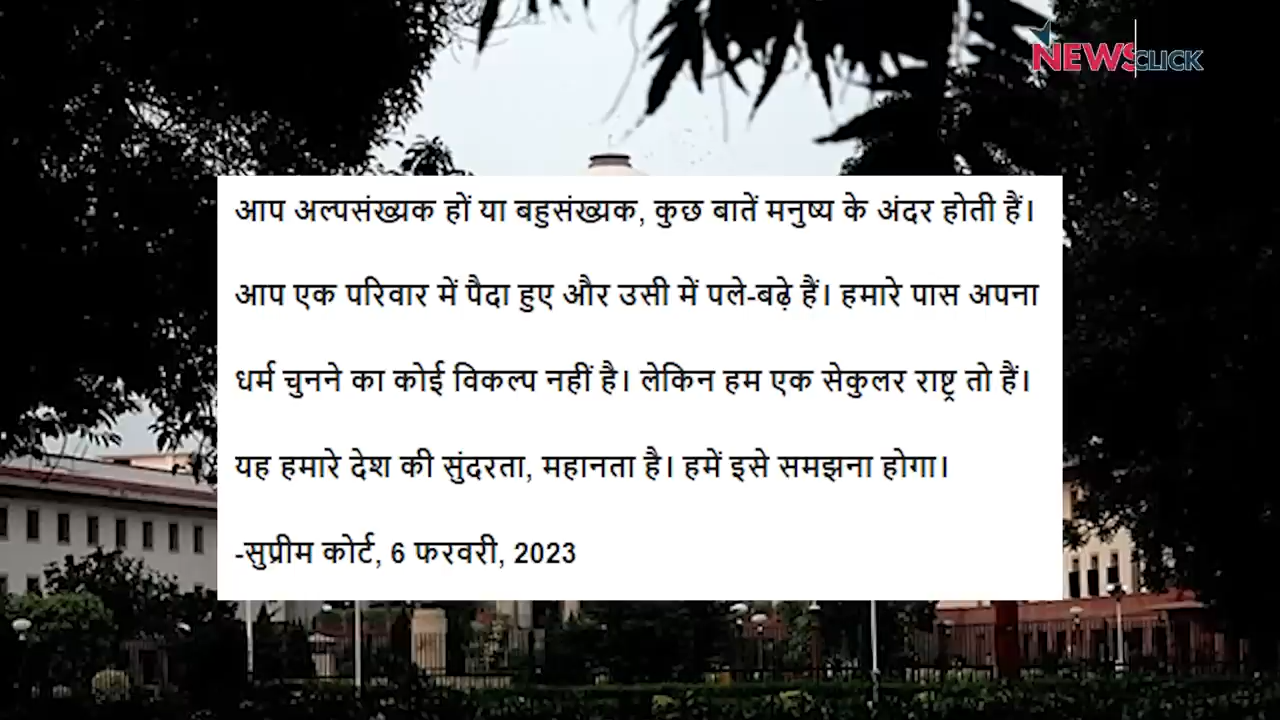 NEWSCLICK
आप अल्पसंख्यक हों या बहुसंख्यक, कुछ बातें मनुष्य के अंदर होती हैं।
आप एक परिवार में पैदा हुए और उसी में पले-बढ़े हैं। हमारे पास अपना
धर्म चुनने का कोई विकल्प नहीं है। लेकिन हम एक सेकुलर राष्ट्र तो हैं।
यह हमारे देश की सुंदरता, महानता है। हमें इसे समझना होगा।
-सुप्रीम कोर्ट, 6 फरवरी, 2023